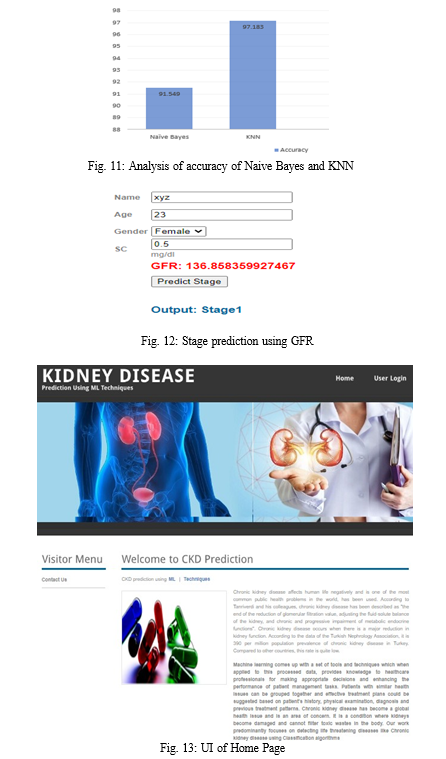 98
97
96
95
94
93
92
91
90
89
88
91.549
97.183
Naïve Bayes
KNN
Accuracy
Fig. 11: Analysis of accuracy of Naive Bayes and KNN
Name xyz
Age 23
Gender Female
SC 0.5
mg/dl
GFR: 136.858359927467
Predict Stage
Output: Stage1
Fig. 12: Stage prediction using GFR
KIDNEY DISEASE
Prediction Using ML Techniques
Home User Login
Visitor Menu
Contact Us
Welcome to CKD Prediction
CKD prediction using ML | Techniques
Chronic kidney disease effects human life negatively and is one of the most
common public health problems in the world, has been used. According to
Tanriverdi and his colleagues, chronic kidney disease has been described as "the
end of the reduction of glomerular filtration value, adjusting the fluid-solute balance
of the kidney, and chronic and progressive impairment of metabolic endocrine
functions". Chronic kidney disease occurs when there is a major reduction in
kidney function. According to the data of the Turkish Nephrology Association, it is
per million population prevalence of chronic kidney disease in Turkey.
Compared to other countries, this rate is quite low.
Machine learning comes up with a set of tools and techniques which when
applied to this processed data, provides knowledge to healthcare
professionals for making appropriate decisions and enhancing the
performance of patient management tasks. Patients with similar health
issues can be grouped together and effective treatment plans could be
suggested based on patient's history, physical examination, diagnosis and
previous treatment patterns. Chronic kidney disease has become a global
health issue and is an area of concern. It is a condition where kidneys
become damaged and cannot filter toxic wastes in the body. Our work
predominantly focuses on detecting life threatening diseases like Chronic
kidney disease using Classification algorithms
Fig. 13: UI of Home Page